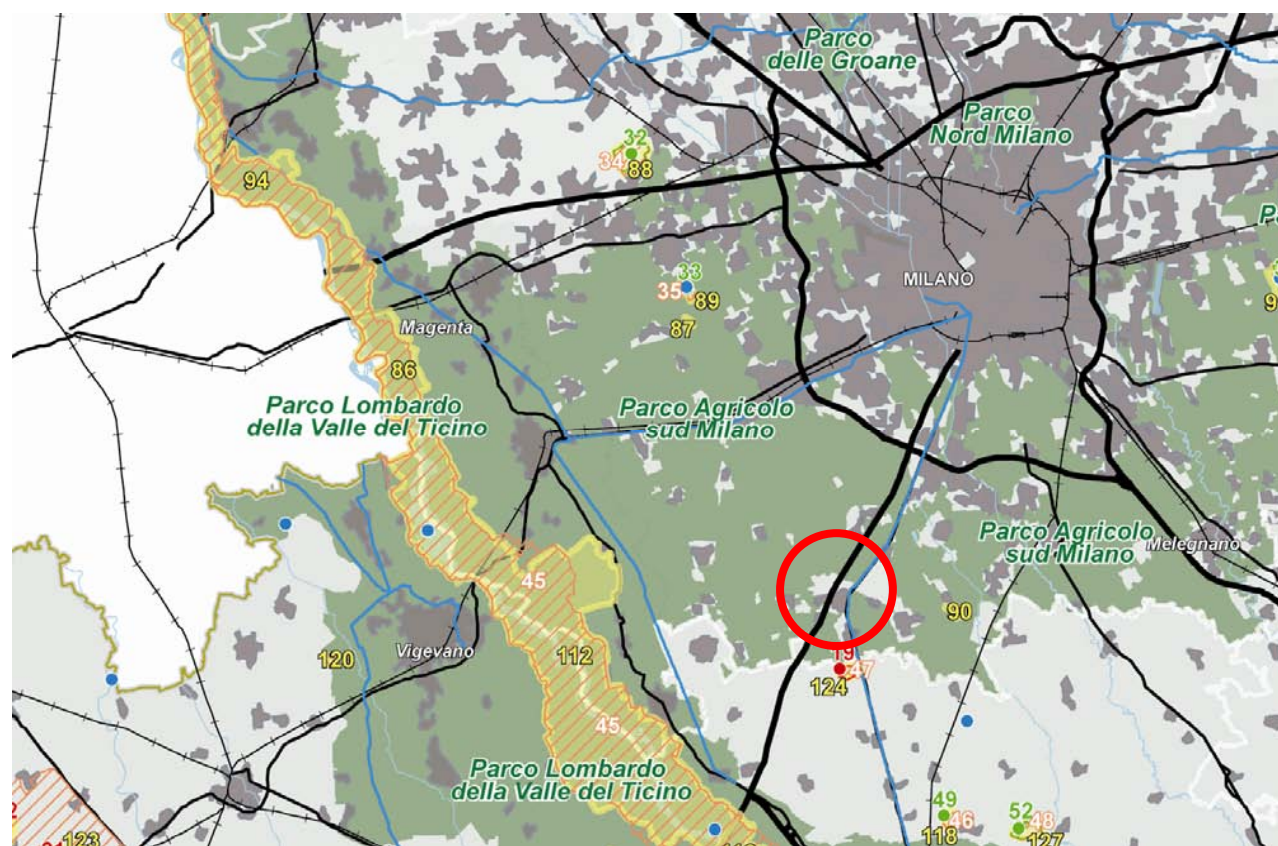 Parco
delle Groane
Parco
Nord Milano
32
34
88
94
33
35
89
87
MILANO
Magenta
86
Parco Lombardo
della Valle del Ticino
Parco Agricolo
sud Milano
Parco Agricolo
sud Milano
Melegnano
45
90
Vigevano
120
112
19
47
124
45
Parco Lombardo
della Valle del Ticino
49
46
118
52
48
127
123